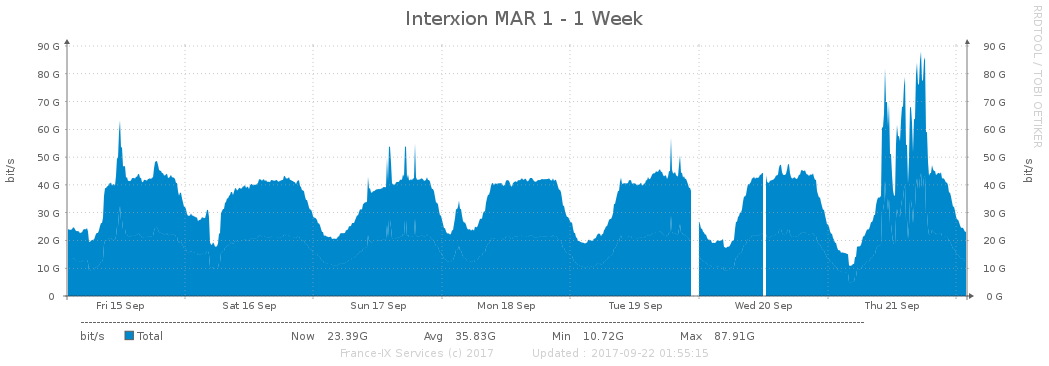 Interxion MAR 1 - 1 Week
RRDTOOL / TOBI OETIKER
90 G 90 G
80 G 80 G
70 G 70 G
60 G 60 G
50 G 50 G
40 G 40 G
30 G 30 G
20 G 20 G
10 G 10 G
0 0 G
bit/s bit/s
Fri 15 Sep Sat 16 Sep Sun 17 Sep Mon 18 Sep Tue 19 Sep Wed 20 Sep Thu 21 Sep
bit/s Total Now 23.39G Avg 35.83G Min 10.72G Max 87.91G
France-IX Services (c) 2017 Updated : 2017-09-22 01:55:15